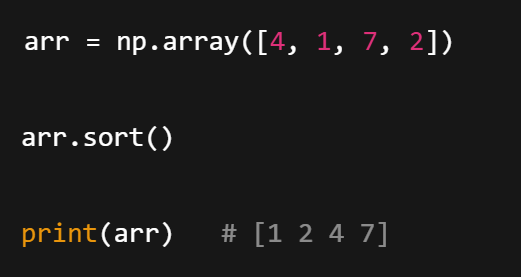 arr = np.array([4, 1, 7, 2])
arr.sort()
print(arr)   # [1 2 4 7]